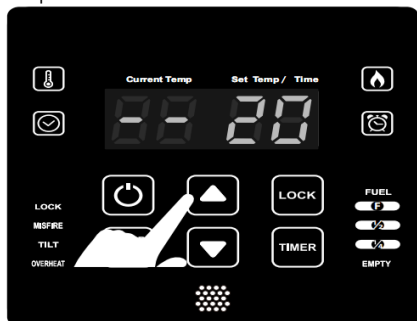 Current Temp Set Temp / Time
-- 20
LOCK
TIMER
LOCK
MISFIRE
TILT
OVERHEAT
FUEL
F
EMPTY